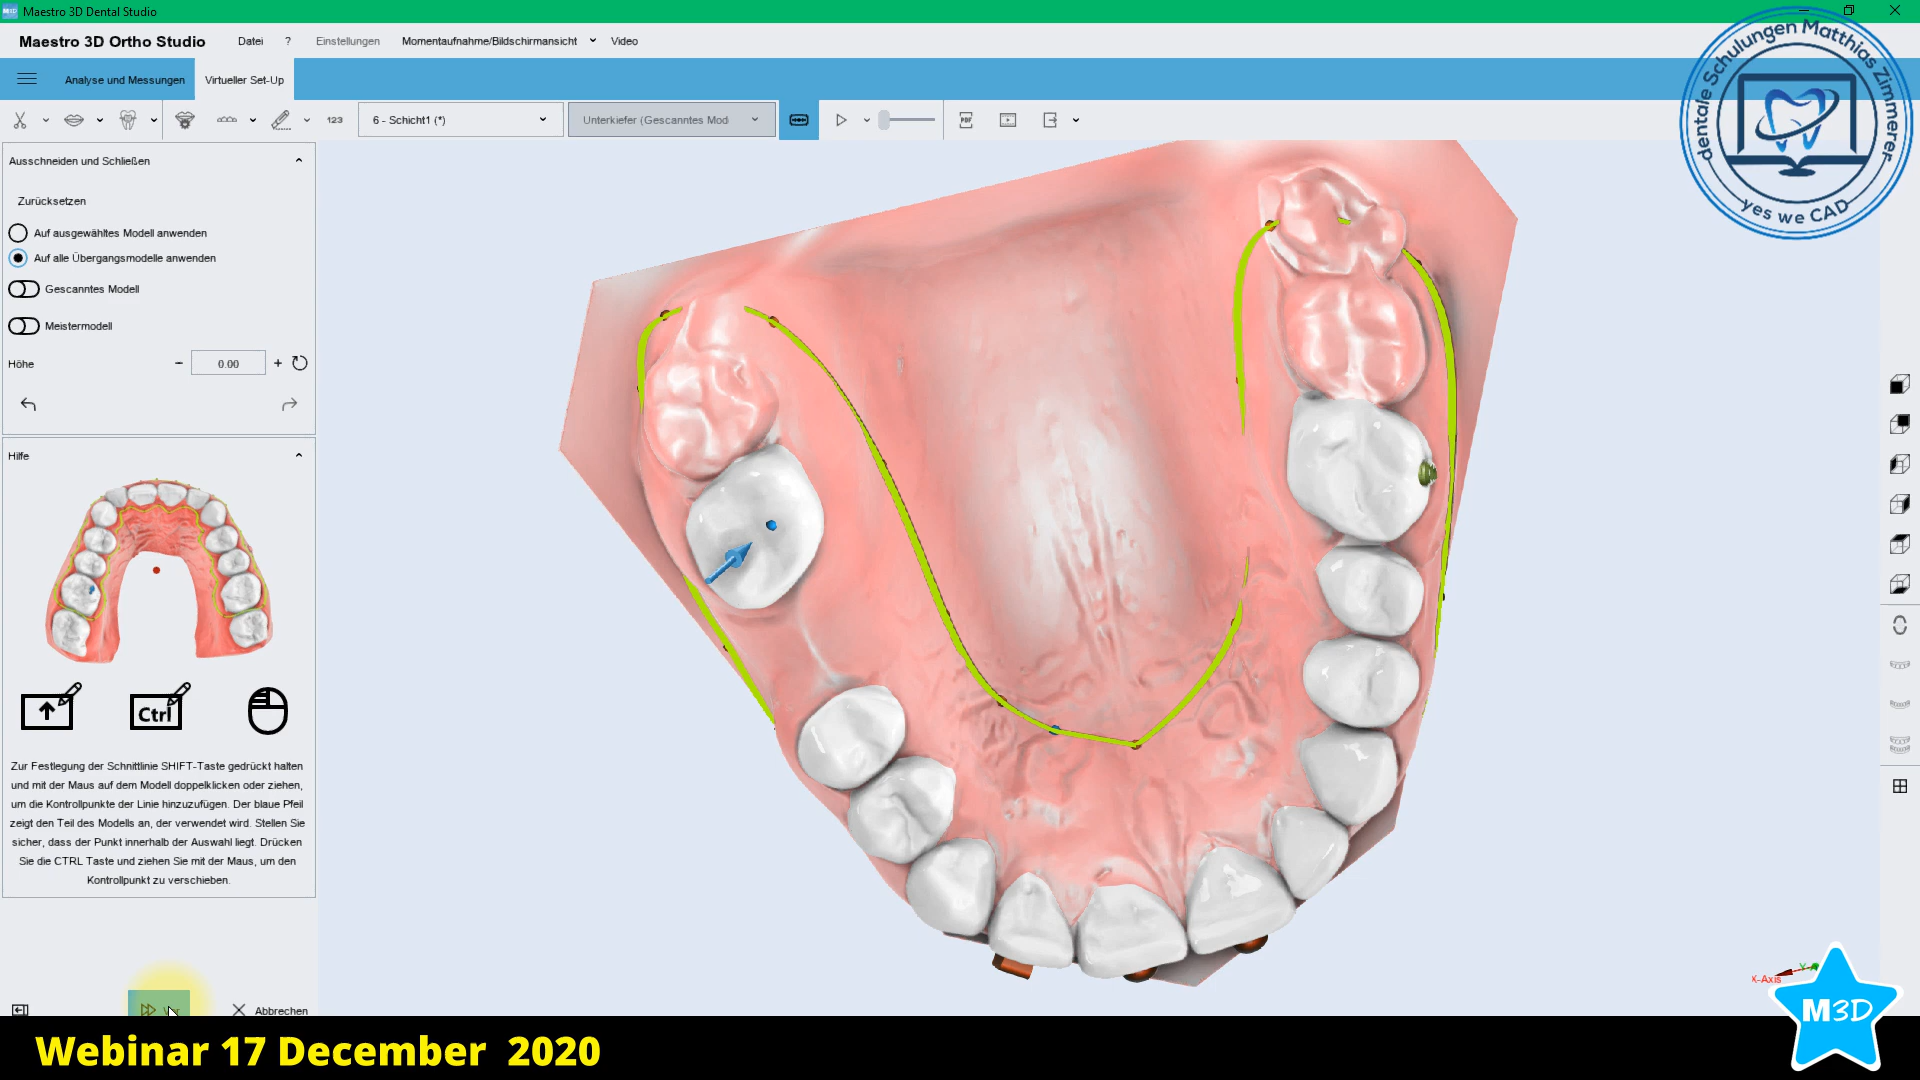 Maestro 3D Dental Studio
Maestro 3D Ortho Studio
Datei
?
Einstellungen
Momentaufnahme/Bildschirmansicht
Video
Analyse und Messungen
Virtueller Set-Up
123
6 - Schicht1 (*)
Unterkiefer (Gescanntes Mod
PDF
dentale Schulungen Matthias Zimmerer
yes we CAD
Ausschneiden und Schließen
Zurücksetzen
Auf ausgewähltes Modell anwenden
Auf alle Übergangsmodelle anwenden
Gescanntes Modell
Meistermodell
Höhe
-
0.00
+
Hilfe
Ctrl
Zur Festlegung der Schnittlinie SHIFT-Taste gedrückt halten
und mit der Maus auf dem Modell doppelklicken oder ziehen,
um die Kontrollpunkte der Linie hinzuzufügen. Der blaue Pfeil
zeigt den Teil des Modells an, der verwendet wird. Stellen Sie
sicher, dass der Punkt innerhalb der Auswahl liegt. Drücken
Sie die CTRL Taste und ziehen Sie mit der Maus, um den
Kontrollpunkt zu verschieben.
Abbrechen
X-Axis
M3D
Webinar 17 December 2020